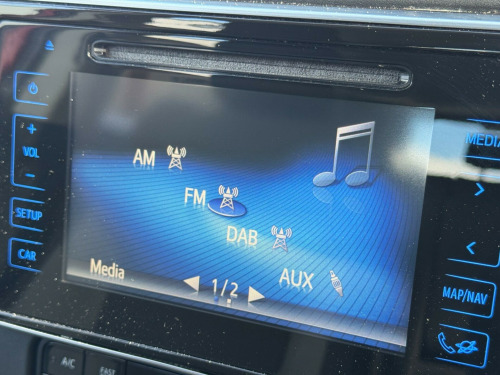 AM
FM
DAB
AUX
Media
1/2
+
VOL
-
SETUP
CAR
MEDIA
>
<
MAP/NAV
A/C